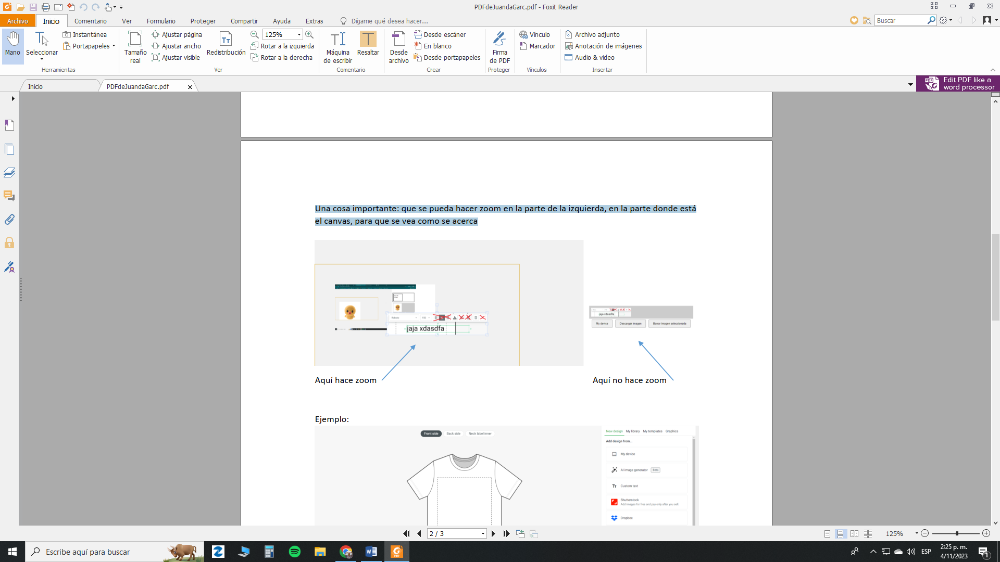 PDFdeJuandaGarc.pdf - Foxit Reader
Archivo Inicio Comentario Ver Formulario Proteger Compartir Ayuda Extras Dígame qué desea hacer... Buscar
Mano
Seleccionar
Instantánea
Portapapeles
Herramientas
Tamaño real
Ajustar página
Ajustar ancho
Ajustar visible
Redistribución
125%
Rotar a la izquierda
Rotar a la derecha
Ver
Máquina de escribir
Resaltar
Comentario
Desde archivo
Desde escáner
En blanco
Desde portapapeles
Crear
Firma de PDF
Proteger
Vínculo
Marcador
Vínculos
Archivo adjunto
Anotación de imágenes
Audio & video
Insertar
Inicio PDFdeJuandaGarc.pdf
Edit PDF like a
word processor
Una cosa importante: que se pueda hacer zoom en la parte de la izquierda, en la parte donde está
el canvas, para que se vea como se acerca
Roboto 150
jaja xdasdfa
jaja xdasdfa
My device Descargar imagen Borrar imagen seleccionada
Aquí hace zoom Aquí no hace zoom
Ejemplo:
Front side Back side Neck label inner
New design My library My templates Graphics
Add design from...
My device
AI image generator Beta
Tr Custom text
Shutterstock
Add images for free and pay only after you sell.
Dropbox
2 / 3 125%
Escribe aquí para buscar
ESP
2:25 p. m.
4/11/2023
1